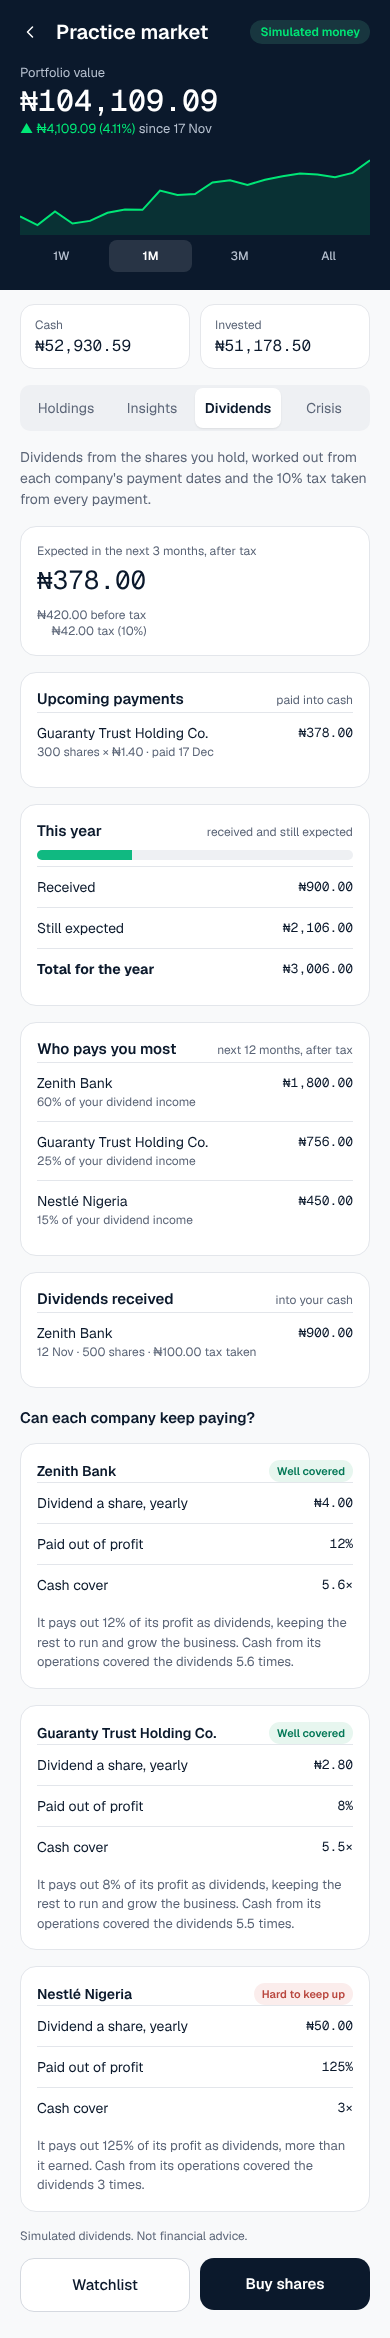 Practice market
Simulated money
Portfolio value
₦104,109.09
▲ ₦4,109.09 (4.11%) since 17 Nov
1W
1M
3M
All
Cash
₦52,930.59
Invested
₦51,178.50
Holdings
Insights
Dividends
Crisis
Dividends from the shares you hold, worked out from
each company's payment dates and the 10% tax taken
from every payment.
Expected in the next 3 months, after tax
₦378.00
₦420.00 before tax
₦42.00 tax (10%)
Upcoming payments
paid into cash
Guaranty Trust Holding Co.
₦378.00
300 shares × ₦1.40 · paid 17 Dec
This year
received and still expected
Received
₦900.00
Still expected
₦2,106.00
Total for the year
₦3,006.00
Who pays you most
next 12 months, after tax
Zenith Bank
₦1,800.00
60% of your dividend income
Guaranty Trust Holding Co.
₦756.00
25% of your dividend income
Nestlé Nigeria
₦450.00
15% of your dividend income
Dividends received
into your cash
Zenith Bank
₦900.00
12 Nov · 500 shares · ₦100.00 tax taken
Can each company keep paying?
Zenith Bank
Well covered
Dividend a share, yearly
₦4.00
Paid out of profit
12%
Cash cover
5.6×
It pays out 12% of its profit as dividends, keeping the
rest to run and grow the business. Cash from its
operations covered the dividends 5.6 times.
Guaranty Trust Holding Co.
Well covered
Dividend a share, yearly
₦2.80
Paid out of profit
8%
Cash cover
5.5×
It pays out 8% of its profit as dividends, keeping the
rest to run and grow the business. Cash from its
operations covered the dividends 5.5 times.
Nestlé Nigeria
Hard to keep up
Dividend a share, yearly
₦50.00
Paid out of profit
125%
Cash cover
3×
It pays out 125% of its profit as dividends, more than
it earned. Cash from its operations covered the
dividends 3 times.
Simulated dividends. Not financial advice.
Watchlist
Buy shares